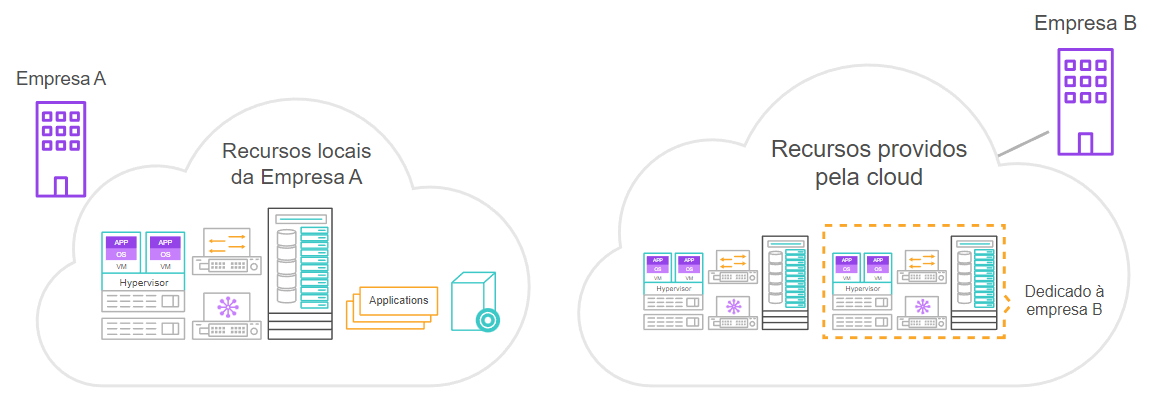 Empresa A
Recursos locais
da Empresa A
APP
APP
OS
OS
VM
VM
Hypervisor
Applications
Empresa B
Recursos providos
pela cloud
APP
APP
OS
OS
VM
VM
Hypervisor
APP
APP
OS
OS
VM
VM
Hypervisor
Dedicado à
empresa B